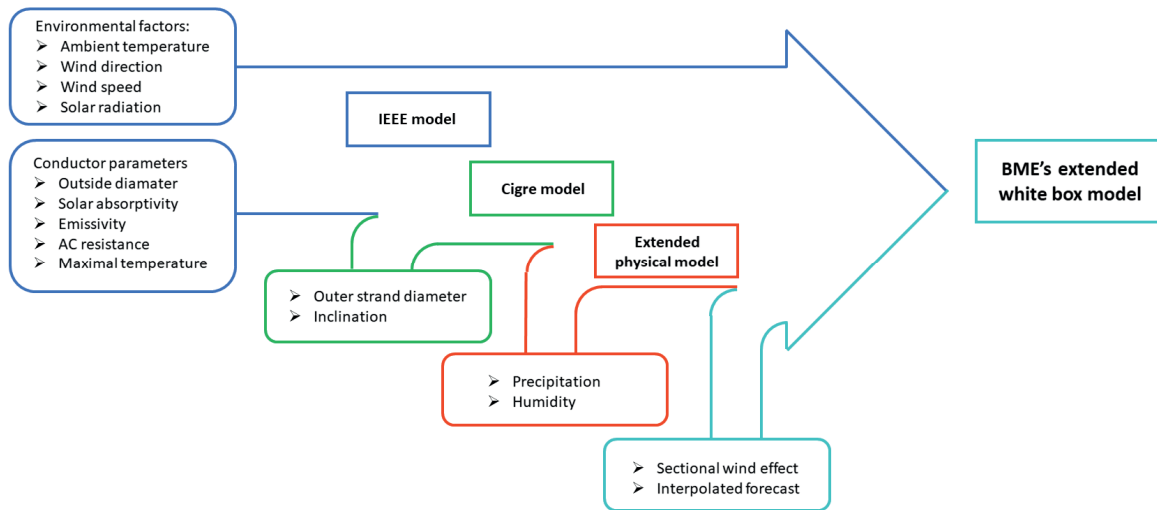 Environmental factors:
➢ Ambient temperature
➢ Wind direction
➢ Wind speed
➢ Solar radiation
IEEE model
Conductor parameters
➢ Outside diamater
➢ Solar absorptivity
➢ Emissivity
➢ AC resistance
➢ Maximal temperature
Cigre model
BME's extended
white box model
Extended
physical model
➢ Outer strand diameter
➢ Inclination
➢ Precipitation
➢ Humidity
➢ Sectional wind effect
➢ Interpolated forecast